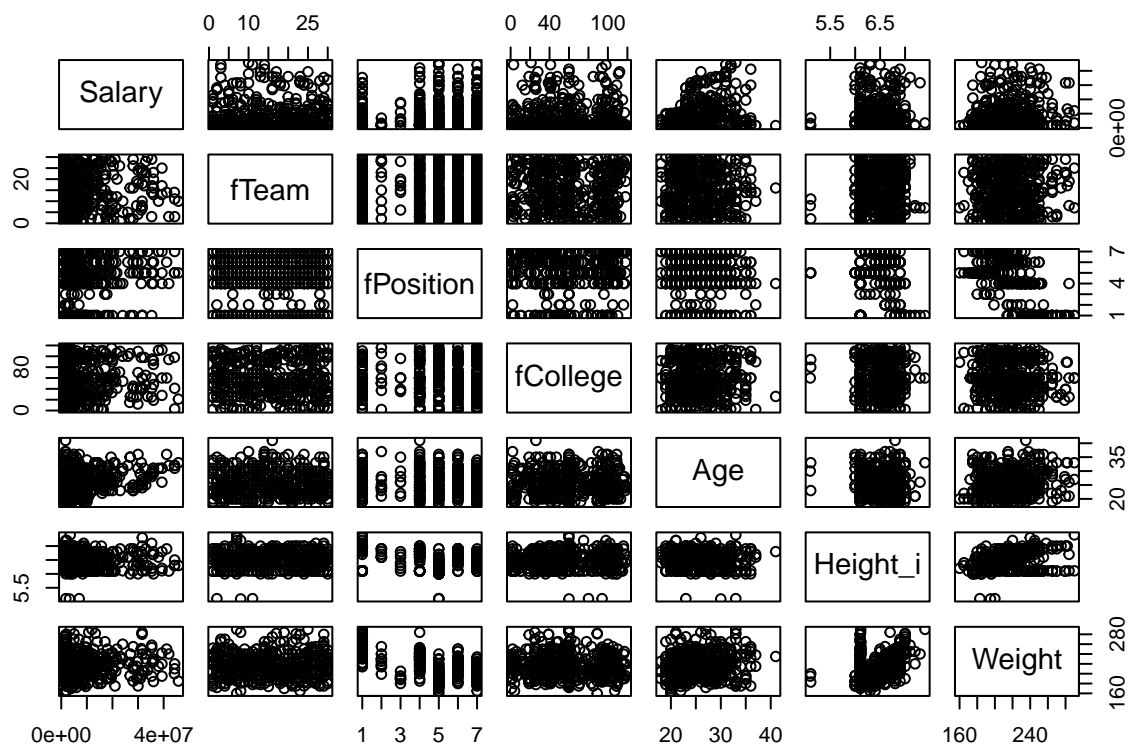 0 25
0 40 100
5.5 6.5
Salary
0e+00
0 20
fTeam
fPosition
1 4 7
0 80
fCollege
Age
20 35
5.5
Height_i
Weight
160 280
0e+00 4e+07
1 3 5 7
20 30 40
160 240